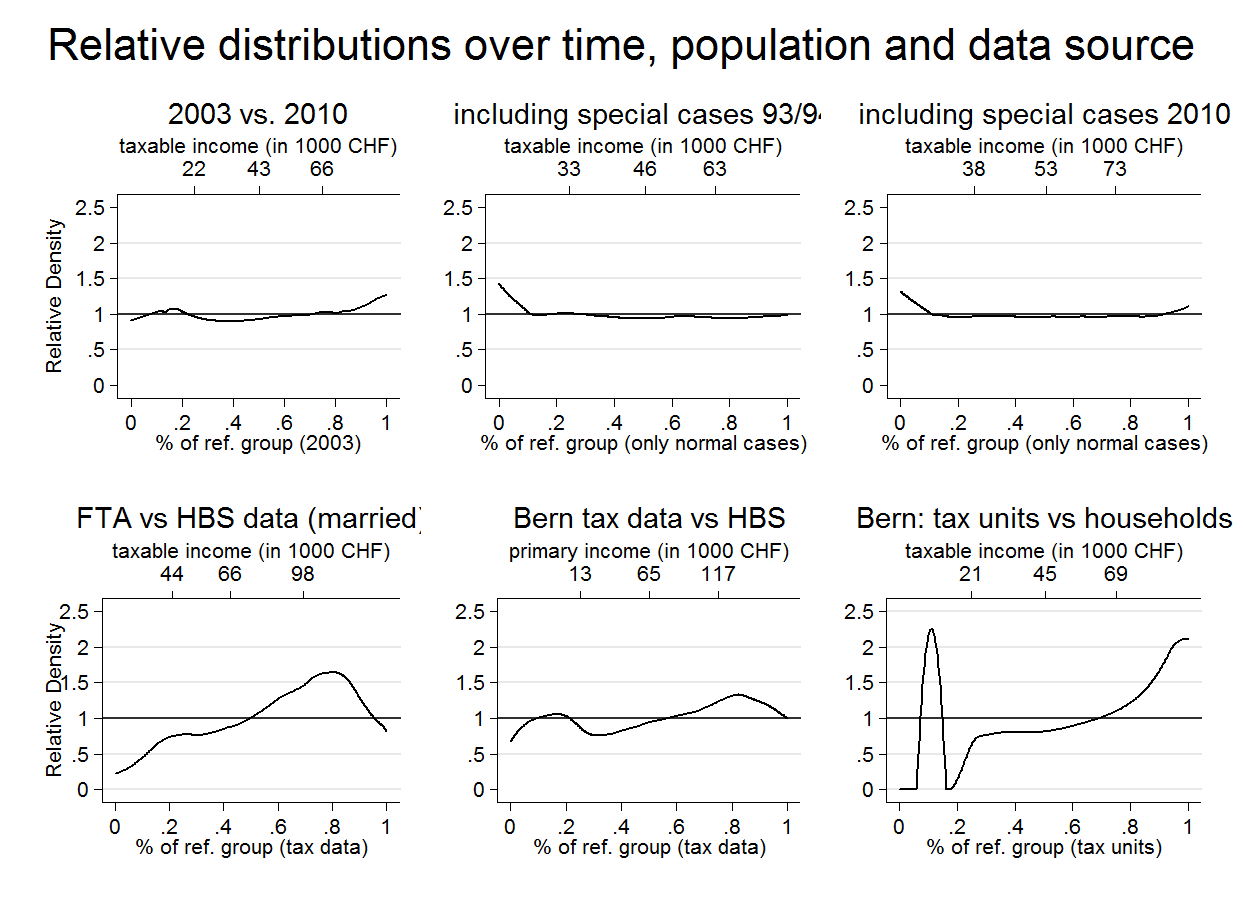 Relative distributions over time, population and data source
2003 vs. 2010
taxable income (in 1000 CHF)
22 43 66
Relative Density
2.5
2
1.5
1
.5
0
0 .2 .4 .6 .8 1
% of ref. group (2003)
including special cases 93/9
taxable income (in 1000 CHF)
33 46 63
2.5
2
1.5
1
.5
0
0 .2 .4 .6 .8 1
% of ref. group (only normal cases)
including special cases 2010
taxable income (in 1000 CHF)
38 53 73
2.5
2
1.5
1
.5
0
0 .2 .4 .6 .8 1
% of ref. group (only normal cases)
FTA vs HBS data (married)
taxable income (in 1000 CHF)
44 66 98
Relative Density
2.5
2
1.5
1
.5
0
0 .2 .4 .6 .8 1
% of ref. group (tax data)
Bern tax data vs HBS
primary income (in 1000 CHF)
13 65 117
2.5
2
1.5
1
.5
0
0 .2 .4 .6 .8 1
% of ref. group (tax data)
Bern: tax units vs households
taxable income (in 1000 CHF)
21 45 69
2.5
2
1.5
1
.5
0
0 .2 .4 .6 .8 1
% of ref. group (tax units)